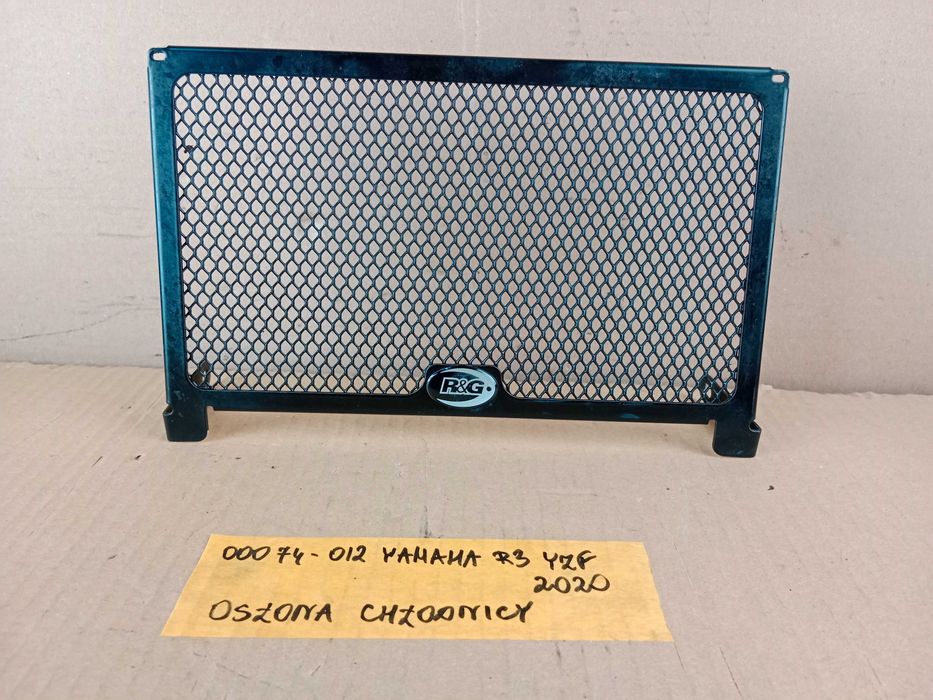 R&G
00074-012 YAMAHA R3 YZF
2020
OSŁONA CHŁODNICY